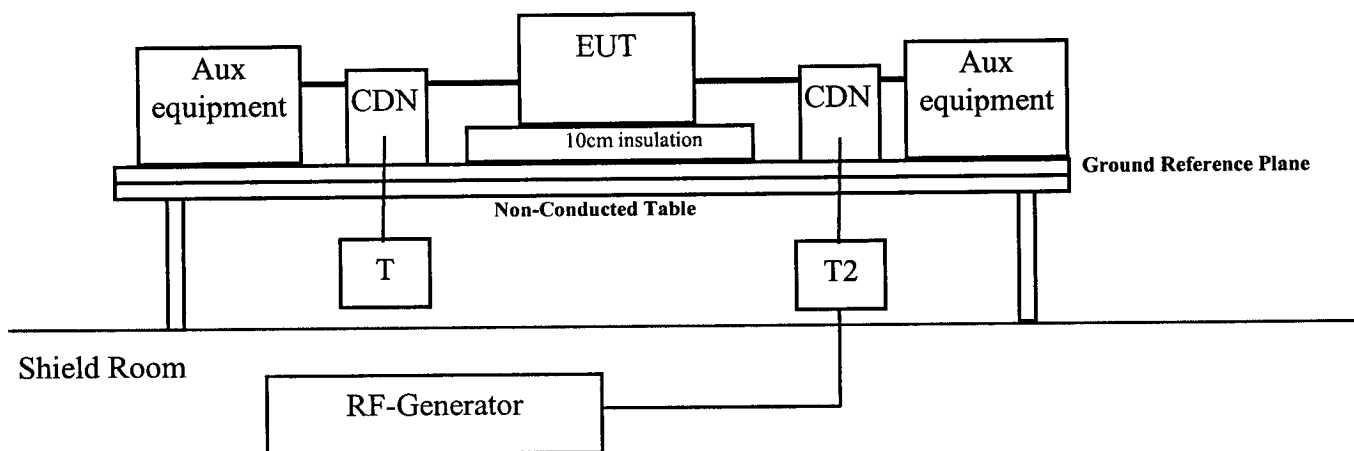 Aux
equipment
CDN
EUT
10cm insulation
CDN
Aux
equipment
Ground Reference Plane
Non-Conducted Table
T
T2
Shield Room
RF-Generator